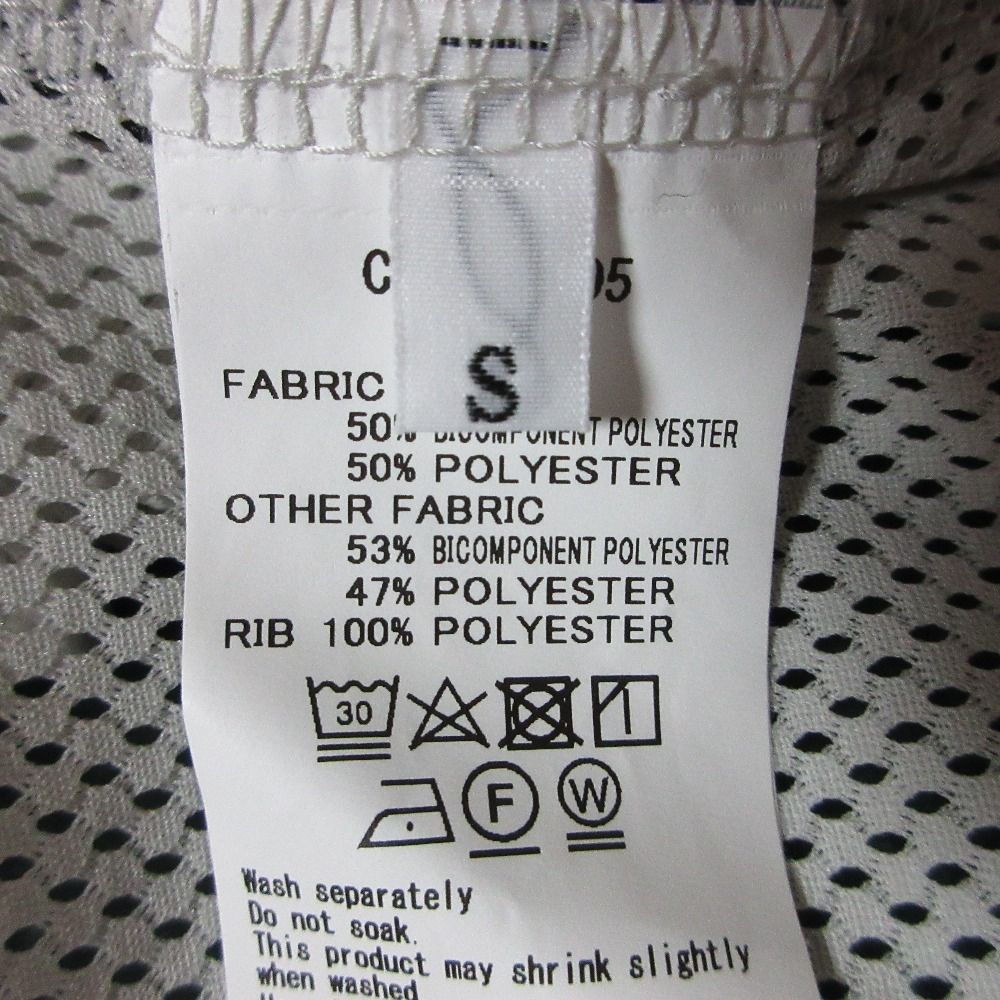 C 05
S
FABRIC
50% BICOMPONENT POLYESTER
50% POLYESTER
OTHER FABRIC
53% BICOMPONENT POLYESTER
47% POLYESTER
RIB 100% POLYESTER
30
F W
Wash separately
Do not soak.
This product may shrink slightly
when washed